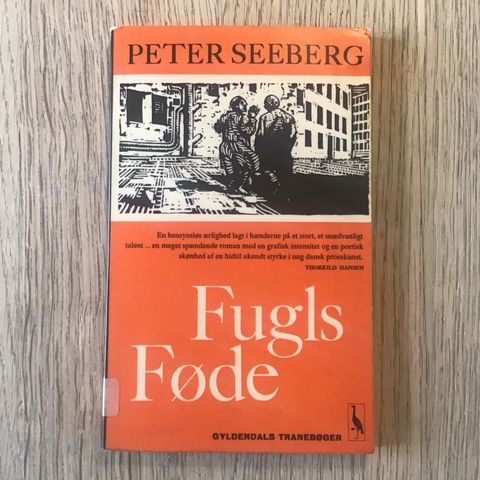 PETER SEEBERG
En hensynsløs ærlighed lagt i hænderne på et stort, et usædvanligt
talent ... en meget spændende roman med en grafisk intensitet og en poetisk
skønhed af en hidtil ukendt styrke i ung dansk prosakunst.
THORKILD HANSEN
Fugls
Føde
GYLDENDALS TRANEBØGER